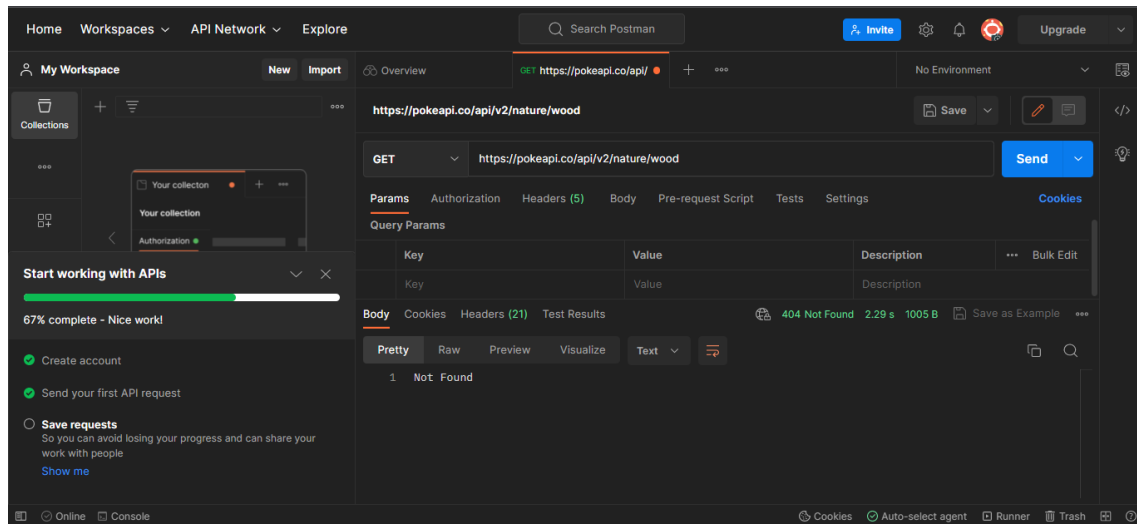 Home Workspaces API Network Explore Search Postman Invite Upgrade
My Workspace New Import
Overview GET https://pokeapi.co/api/ No Environment
Collections
https://pokeapi.co/api/v2/nature/wood Save
GET https://pokeapi.co/api/v2/nature/wood Send
Params Authorization Headers (5) Body Pre-request Script Tests Settings Cookies
Query Params
Key Value Description Bulk Edit
Key Value Description
Your collecton
Your collection
Authorization
Start working with APIs
67% complete - Nice work!
Create account
Send your first API request
Save requests
So you can avoid losing your progress and can share your
work with people
Show me
Body Cookies Headers (21) Test Results 404 Not Found 2.29 s 1005 B Save as Example
Pretty Raw Preview Visualize Text
1 Not Found
Online Console Cookies Auto-select agent Runner Trash